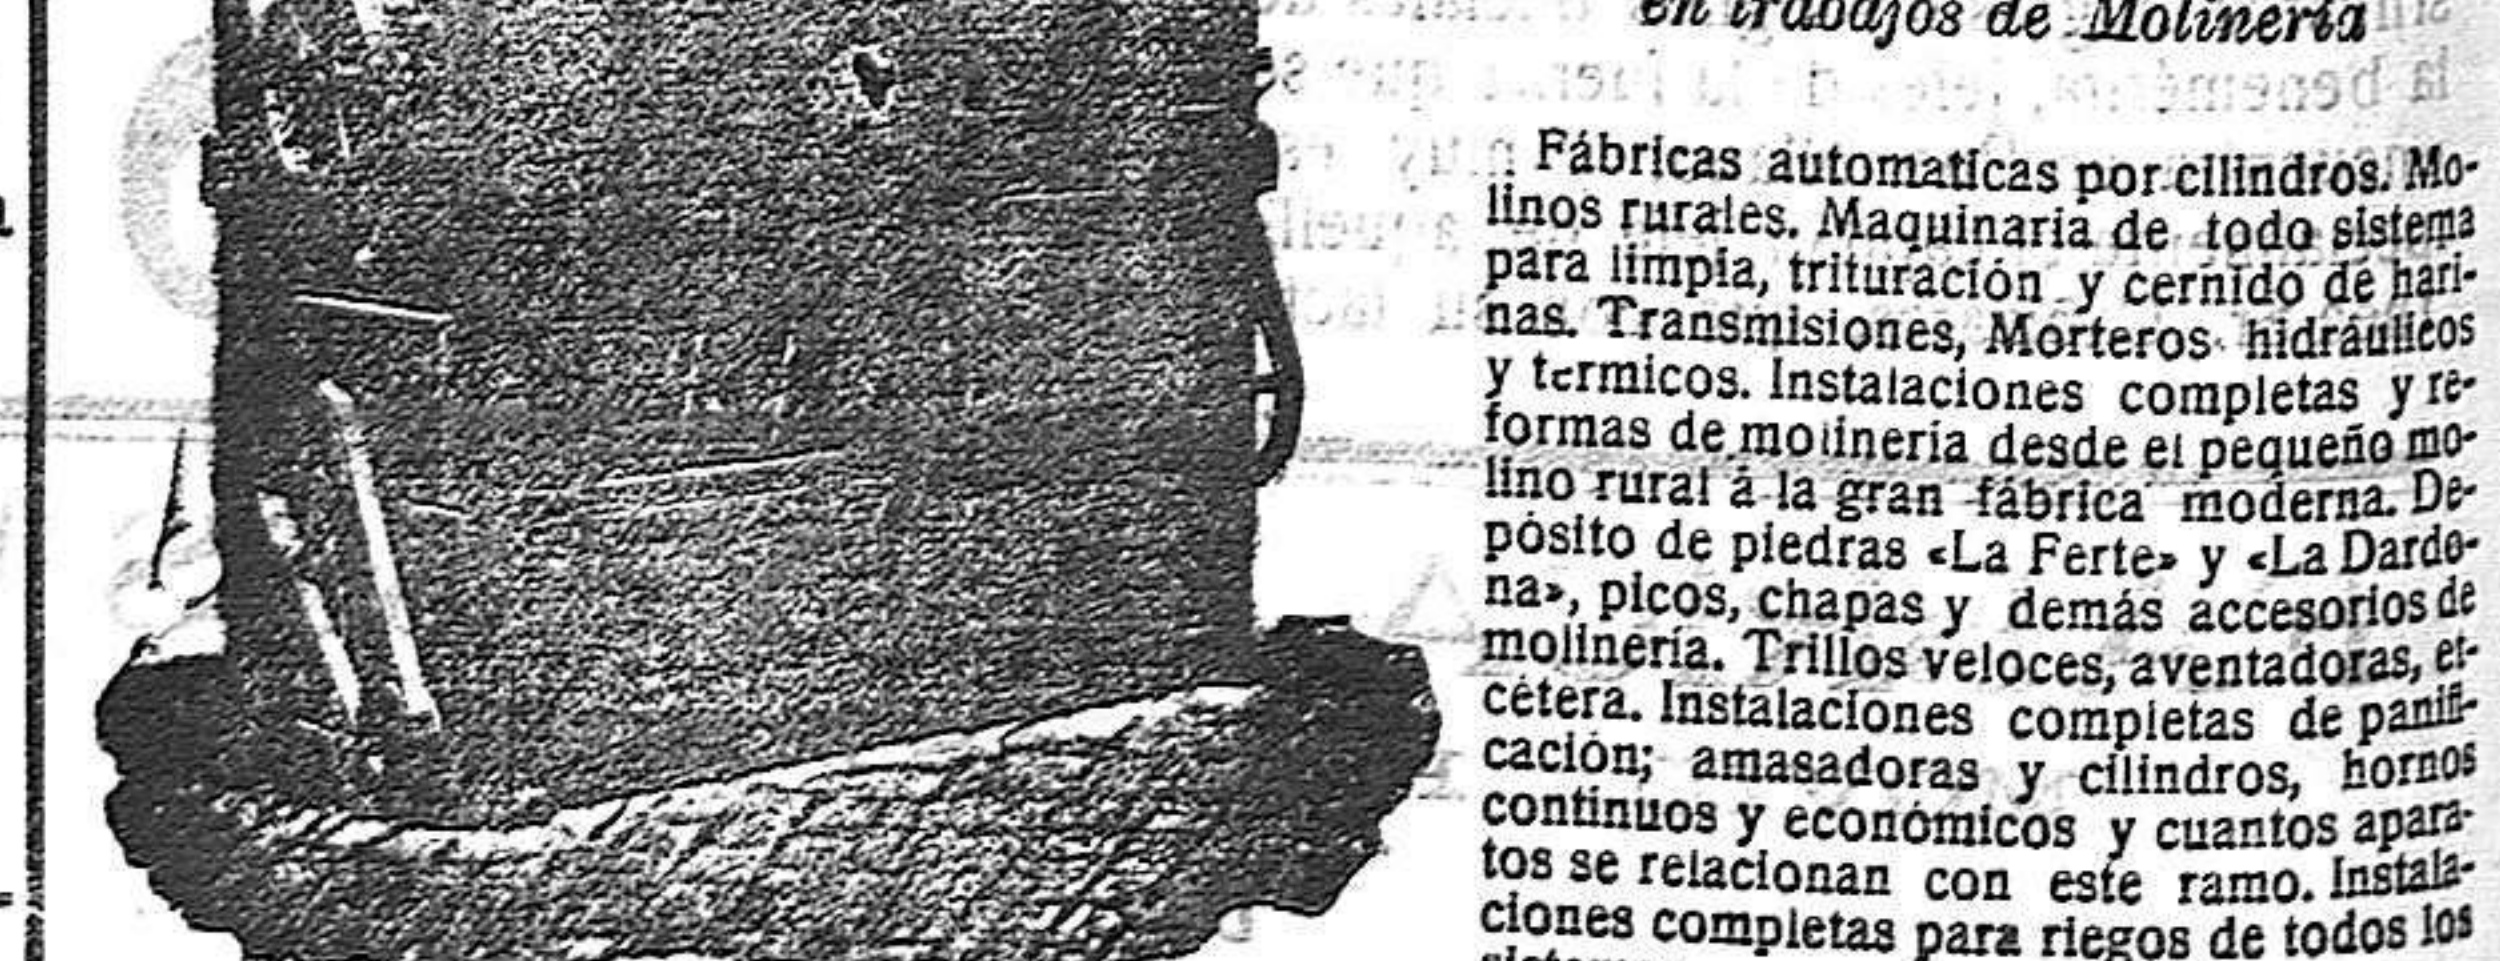 en trabajos de Molinería
Fábricas automaticas por cilindros. Mo-
linos rurales. Maquinaria de todo sistema
para limpia, trituración y cernido de hari-
nas. Transmisiones, Morteros hidráulicos
y termicos. Instalaciones completas y re-
formas de molinería desde el pequeño mo-
lino rural á la gran fábrica moderna. De-
pósito de piedras «La Ferte» y «La Dardo-
na», picos, chapas y demás accesorios de
molinería. Trillos veloces, aventadoras, et-
cétera. Instalaciones completas de panifi-
cación; amasadoras y cilindros, hornos
continuos y económicos y cuantos apara-
tos se relacionan con este ramo. Instala-
ciones completas para riegos de todos los